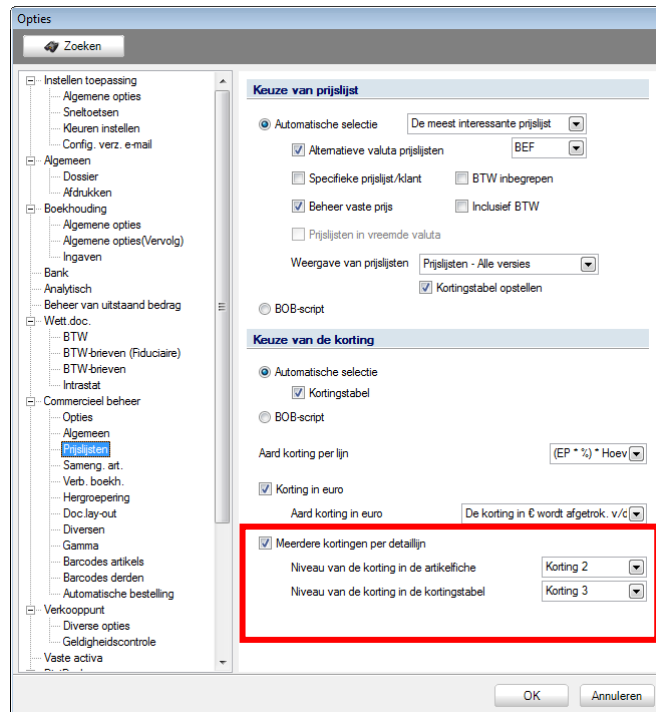 Opties
Zoeken
Instellen toepassing
Algemene opties
Sneltoetsen
Kleuren instellen
Config. verz. e-mail
Algemeen
Dossier
Afdrukken
Boekhouding
Algemene opties
Algemene opties(Vervolg)
Ingaven
Bank
Analytisch
Beheer van uitstaand bedrag
Wett.doc.
BTW
BTW-brieven (Fiduciaire)
BTW-brieven
Intrastat
Commercieel beheer
Opties
Algemeen
Prijslijsten
Sameng. art.
Verb. boekh.
Hergroepering
Doc.lay-out
Diversen
Gamma
Barcodes artikels
Barcodes derden
Automatische bestelling
Verkooppunt
Diverse opties
Geldigheidscontrole
Vaste activa
Keuze van prijslijst
Automatische selectie De meest interessante prijslijst
Alternatieve valuta prijslijsten BEF
Specifieke prijslijst/klant BTW inbegrepen
Beheer vaste prijs Inclusief BTW
Prijslijsten in vreemde valuta
Weergave van prijslijsten Prijslijsten - Alle versies
Kortingstabel opstellen
BOB-script
Keuze van de korting
Automatische selectie
Kortingstabel
BOB-script
Aard korting per lijn (EP * %) * Hoev
Korting in euro
Aard korting in euro De korting in € wordt afgetrok. v/d
Meerdere kortingen per detaillijn
Niveau van de korting in de artikelfiche Korting 2
Niveau van de korting in de kortingstabel Korting 3
OK Annuleren